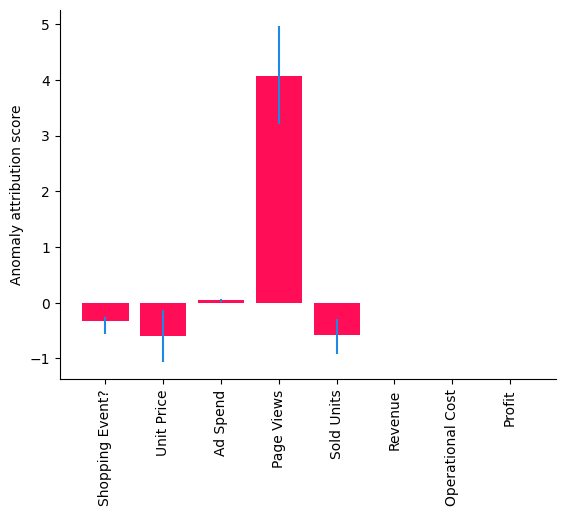 Anomaly attribution score
5
4
3
2
1
0
−1
Shopping Event?
Unit Price
Ad Spend
Page Views
Sold Units
Revenue
Operational Cost
Profit